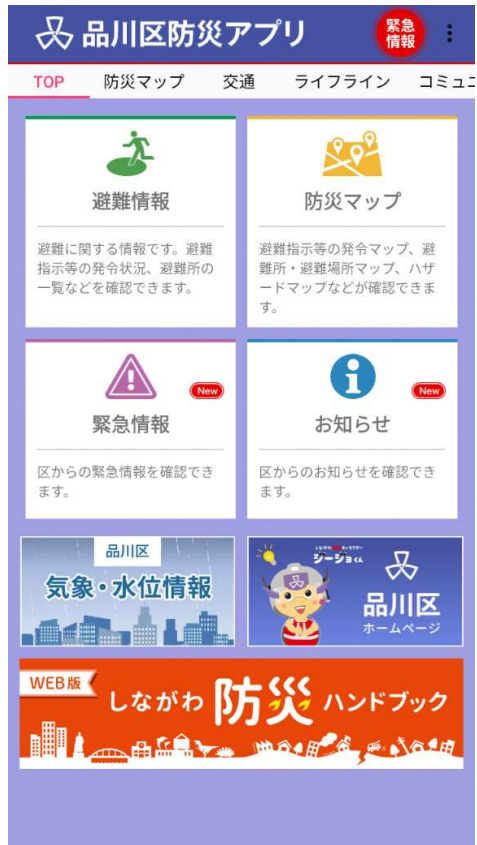 品川区防災アプリ
緊急
情報
TOP 防災マップ 交通 ライフライン コミュニ
避難情報
避難に関する情報です。避難
指示等の発令状況、避難所の
一覧などを確認できます。
防災マップ
避難指示等の発令マップ、避
難所・避難場所マップ、ハザ
ードマップなどが確認できま
す。
New
緊急情報
区からの緊急情報を確認でき
ます。
New
お知らせ
区からのお知らせを確認でき
ます。
品川区
気象・水位情報
シーショくん
品川区
ホームページ
WEB版
しながわ 防災 ハンドブック